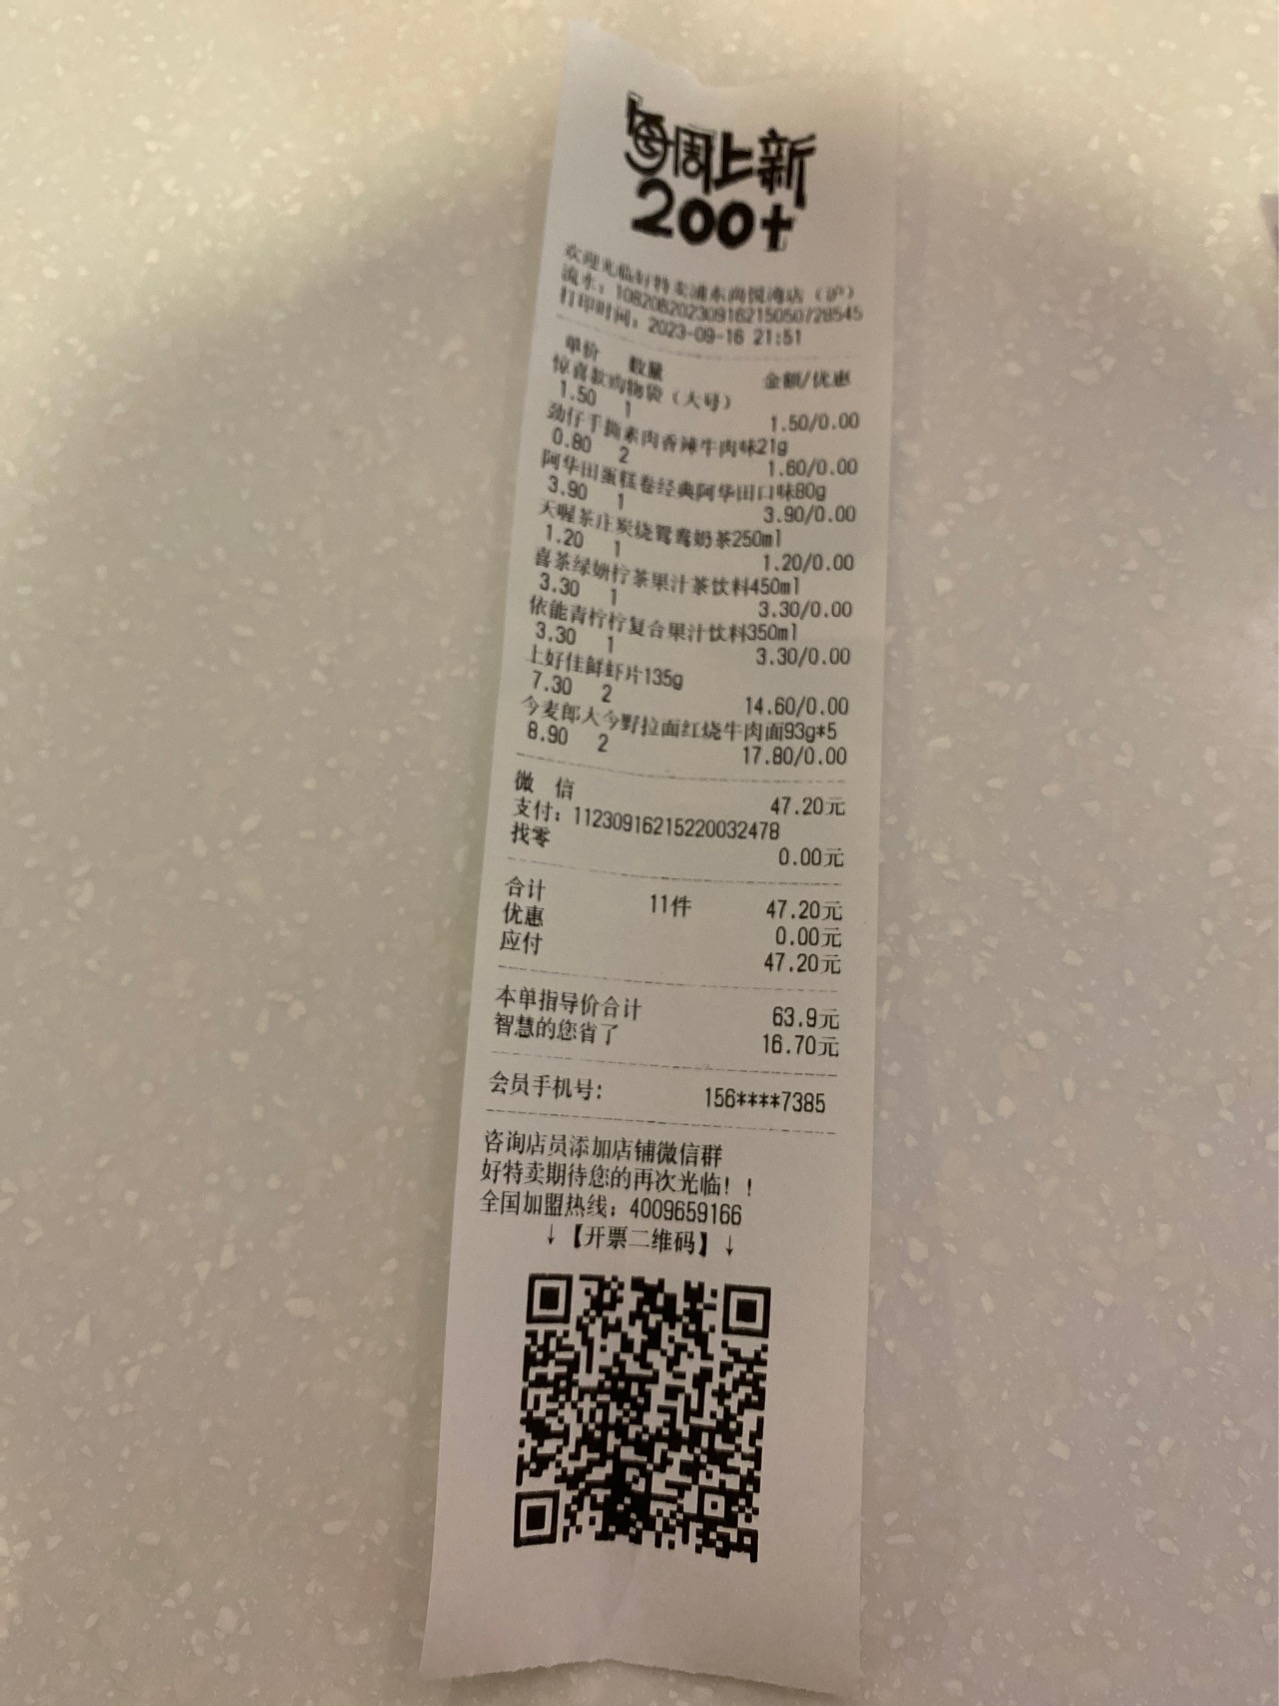 每周上新
200+
欢迎光临好特卖浦东尚悦湾店（沪）
流水：10820620230916215050728545
打印时间：2023-09-16 21:51
单价 数量 金额/优惠
惊喜款购物袋（大号）
1.50 1 1.50/0.00
劲仔手撕素肉香辣牛肉味21g
0.80 2 1.60/0.00
阿华田蛋糕卷经典阿华田口味80g
3.90 1 3.90/0.00
天喔茶庄炭烧鸳鸯奶茶250ml
1.20 1 1.20/0.00
喜茶绿妍柠茶果汁茶饮料450ml
3.30 1 3.30/0.00
依能青柠柠复合果汁饮料350ml
3.30 1 3.30/0.00
上好佳鲜虾片135g
7.30 2 14.60/0.00
今麦郎大今野拉面红烧牛肉面93g*5
8.90 2 17.80/0.00
微 信 47.20元
支付：11230916215220032478
找零 0.00元
合计 11件 47.20元
优惠 0.00元
应付 47.20元
本单指导价合计 63.9元
智慧的您省了 16.70元
会员手机号: 156****7385
咨询店员添加店铺微信群
好特卖期待您的再次光临！！
全国加盟热线：4009659166
↓【开票二维码】↓